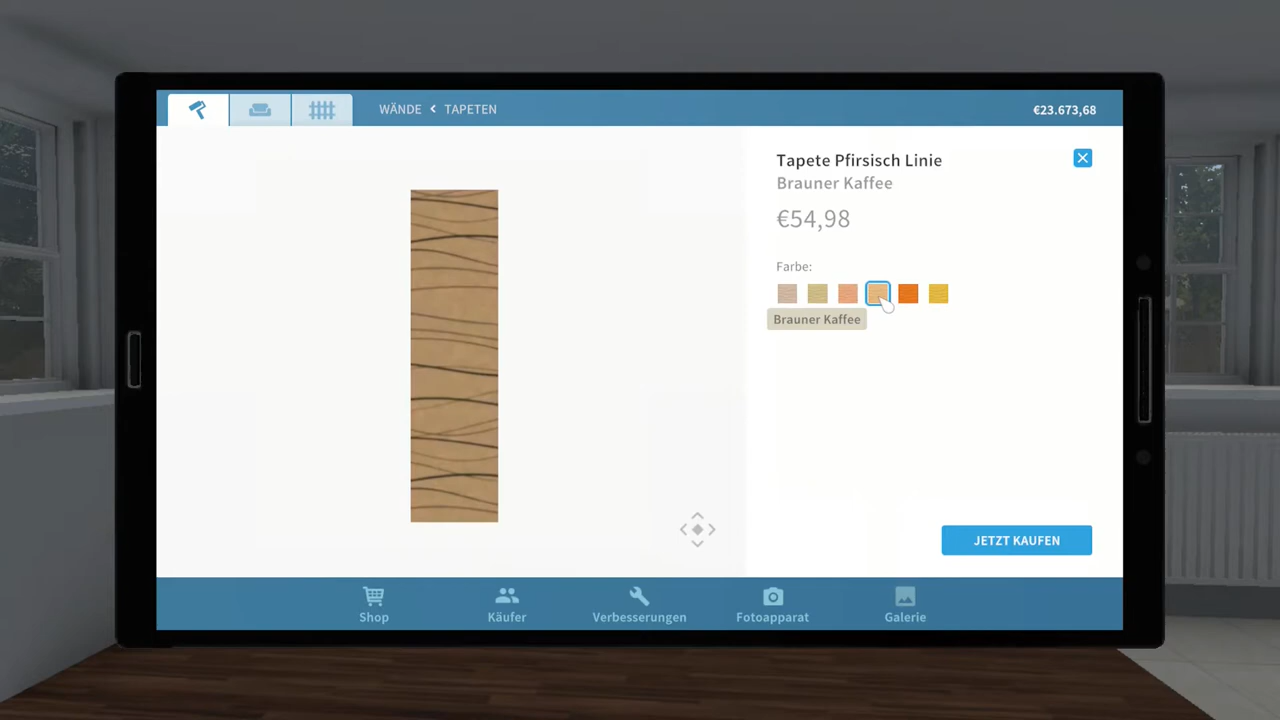 WÄNDE < TAPETEN
€23.673,68
Tapete Pfirsisch Linie
Brauner Kaffee
€54,98
Farbe:
Brauner Kaffee
JETZT KAUFEN
Shop
Käufer
Verbesserungen
Fotoapparat
Galerie